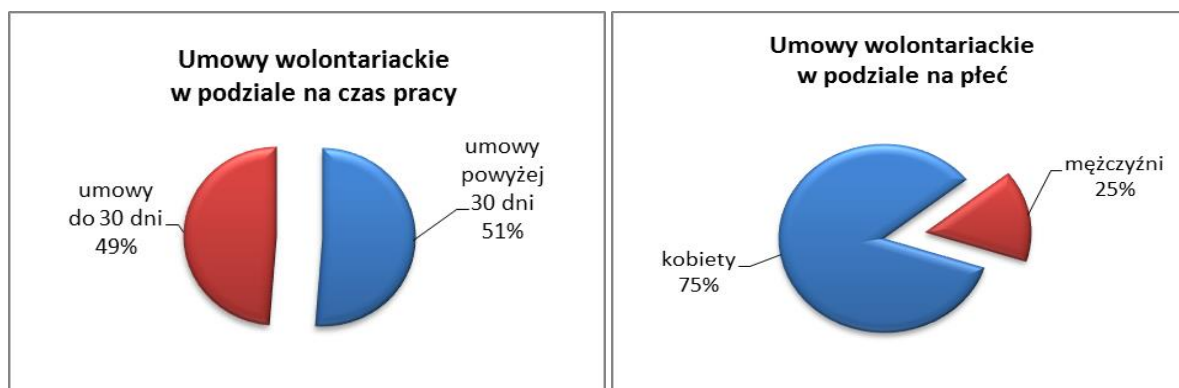 Umowy wolontariackie
w podziale na czas pracy
umowy
do 30 dni
49%
umowy
powyżej
30 dni
51%
Umowy wolontariackie
w podziale na płeć
kobiety
75%
mężczyźni
25%